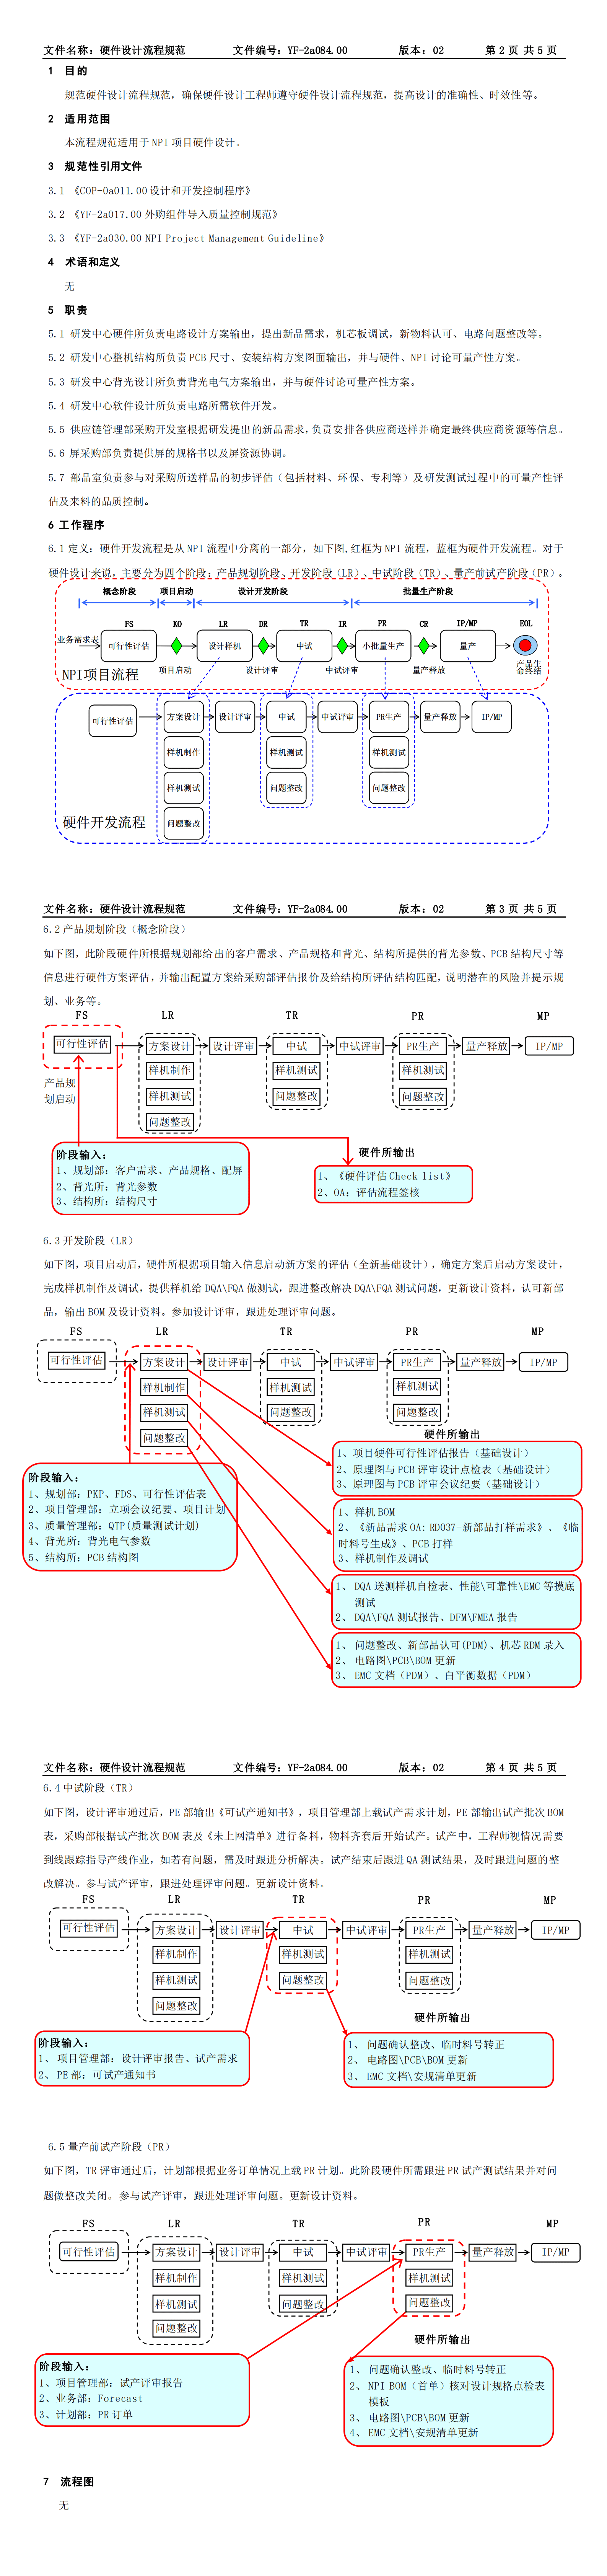 文件名称：硬件设计流程规范 文件编号：YF-2a084.00 版本：02 第 2 页 共 5 页
1 目的
规范硬件设计流程规范，确保硬件设计工程师遵守硬件设计流程规范，提高设计的准确性、时效性等。
2 适用范围
本流程规范适用于 NPI 项目硬件设计。
3 规范性引用文件
3.1 《COP-0a011.00 设计和开发控制程序》
3.2 《YF-2a017.00 外购组件导入质量控制规范》
3.3 《YF-2a030.00 NPI Project Management Guideline》
4 术语和定义
无
5 职责
5.1 研发中心硬件所负责电路设计方案输出，提出新品需求，机芯板调试，新物料认可、电路问题整改等。
5.2 研发中心整机结构所负责 PCB 尺寸、安装结构方案图面输出，并与硬件、NPI 讨论可量产性方案。
5.3 研发中心背光设计所负责背光电气方案输出，并与硬件讨论可量产性方案。
5.4 研发中心软件设计所负责电路所需软件开发。
5.5 供应链管理部采购开发室根据研发提出的新品需求,负责安排各供应商送样并确定最终供应商资源等信息。
5.6 屏采购部负责提供屏的规格书以及屏资源协调。
5.7 部品室负责参与对采购所送样品的初步评估（包括材料、环保、专利等）及研发测试过程中的可量产性评
估及来料的品质控制。
6 工作程序
6.1 定义：硬件开发流程是从 NPI 流程中分离的一部分，如下图,红框为 NPI 流程，蓝框为硬件开发流程。对于
硬件设计来说，主要分为四个阶段：产品规划阶段、开发阶段（LR）、中试阶段（TR）、量产前试产阶段（PR）。
概念阶段 项目启动 设计开发阶段 批量生产阶段
FS KO LR DR TR IR PR CR IP/MP EOL
业务需求表 可行性评估 设计样机 中试 小批量生产 量产
NPI项目流程 项目启动 设计评审 中试评审 量产释放 产品生
命终结
可行性评估 方案设计 设计评审 中试 中试评审 PR生产 量产释放 IP/MP
样机制作 样机测试 样机测试
样机测试 问题整改 问题整改
硬件开发流程 问题整改
文件名称：硬件设计流程规范 文件编号：YF-2a084.00 版本：02 第 3 页 共 5 页
6.2 产品规划阶段（概念阶段）
如下图，此阶段硬件所根据规划部给出的客户需求、产品规格和背光、结构所提供的背光参数、PCB 结构尺寸等
信息进行硬件方案评估，并输出配置方案给采购部评估报价及给结构所评估结构匹配，说明潜在的风险并提示规
划、业务等。
FS LR TR PR MP
可行性评估 方案设计 设计评审 中试 中试评审 PR生产 量产释放 IP/MP
样机制作 样机测试 样机测试
产品规
划启动
样机测试 问题整改 问题整改
问题整改
阶段输入：
1、规划部：客户需求、产品规格、配屏
2、背光所：背光参数
3、结构所：结构尺寸
硬件所输出
1、《硬件评估 Check list》
2、OA：评估流程签核
6.3 开发阶段（LR）
如下图，项目启动后，硬件所根据项目输入信息启动新方案的评估（全新基础设计），确定方案后启动方案设计，
完成样机制作及调试，提供样机给 DQA\FQA 做测试，跟进整改解决 DQA\FQA 测试问题，更新设计资料，认可新部
品，输出 BOM 及设计资料。参加设计评审，跟进处理评审问题。
FS LR TR PR MP
可行性评估 方案设计 设计评审 中试 中试评审 PR生产 量产释放 IP/MP
样机制作 样机测试 样机测试
样机测试 问题整改 问题整改
问题整改
硬件所输出
1、项目硬件可行性评估报告（基础设计）
2、原理图与 PCB 评审设计点检表（基础设计）
3、原理图与 PCB 评审会议纪要（基础设计）
阶段输入：
1、规划部：PKP、FDS、可行性评估表
2、项目管理部：立项会议纪要、项目计划
3、质量管理部：QTP(质量测试计划)
4、背光所：背光电气参数
5、结构所：PCB 结构图
1、样机 BOM
2、《新品需求 OA：RD037-新部品打样需求》、《临
时料号生成》、PCB 打样
3、样机制作及调试
1、 DQA 送测样机自检表、性能\可靠性\EMC 等摸底
测试
2、 DQA\FQA 测试报告、DFM\FMEA 报告
1、 问题整改、新部品认可(PDM)、机芯 RDM 录入
2、 电路图\PCB\BOM 更新
3、 EMC 文档（PDM）、白平衡数据（PDM）
文件名称：硬件设计流程规范 文件编号：YF-2a084.00 版本：02 第 4 页 共 5 页
6.4 中试阶段（TR）
如下图，设计评审通过后，PE 部输出《可试产通知书》，项目管理部上载试产需求计划，PE 部输出试产批次 BOM
表，采购部根据试产批次 BOM 表及《未上网清单》进行备料，物料齐套后开始试产。试产中，工程师视情况需要
到线跟踪指导产线作业，如若有问题，需及时跟进分析解决。试产结束后跟进 QA 测试结果，及时跟进问题的整
改解决。参与试产评审，跟进处理评审问题。更新设计资料。
FS LR TR PR MP
可行性评估 方案设计 设计评审 中试 中试评审 PR生产 量产释放 IP/MP
样机制作 样机测试 样机测试
样机测试 问题整改 问题整改
问题整改
硬件所输出
阶段输入：
1、 项目管理部：设计评审报告、试产需求
2、 PE 部：可试产通知书
1、 问题确认整改、临时料号转正
2、 电路图\PCB\BOM 更新
3、 EMC 文档\安规清单更新
6.5 量产前试产阶段（PR）
如下图，TR 评审通过后，计划部根据业务订单情况上载 PR 计划。此阶段硬件所需跟进 PR 试产测试结果并对问
题做整改关闭。参与试产评审，跟进处理评审问题。更新设计资料。
FS LR TR PR MP
可行性评估 方案设计 设计评审 中试 中试评审 PR生产 量产释放 IP/MP
样机制作 样机测试 样机测试
样机测试 问题整改 问题整改
问题整改
硬件所输出
阶段输入：
1、项目管理部：试产评审报告
2、业务部：Forecast
3、计划部：PR 订单
1、 问题确认整改、临时料号转正
2、 NPI BOM（首单）核对设计规格点检表
模板
3、 电路图\PCB\BOM 更新
4、 EMC 文档\安规清单更新
7 流程图
无